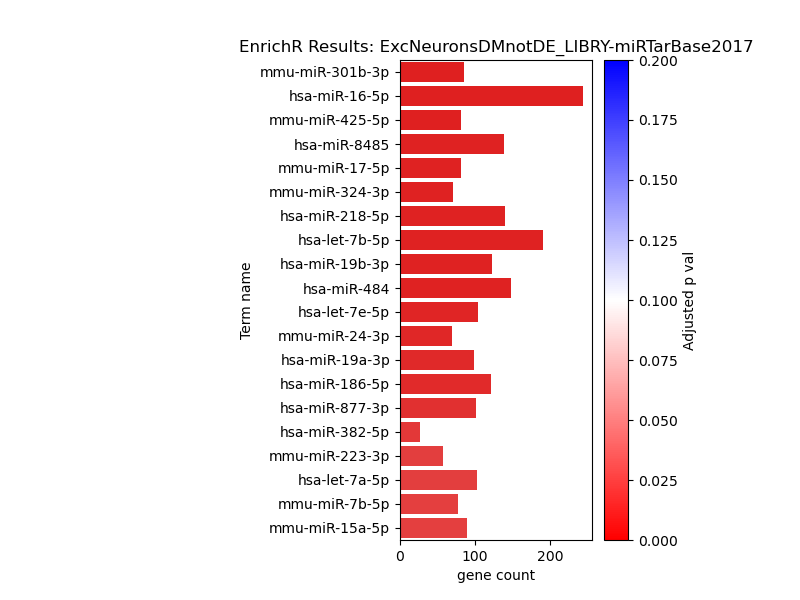 EnrichR Results: ExcNeuronsDMnotDE_LIBRY-miRTarBase2017
mmu-miR-301b-3p
hsa-miR-16-5p
mmu-miR-425-5p
hsa-miR-8485
mmu-miR-17-5p
mmu-miR-324-3p
hsa-miR-218-5p
hsa-let-7b-5p
hsa-miR-19b-3p
hsa-miR-484
hsa-let-7e-5p
mmu-miR-24-3p
hsa-miR-19a-3p
hsa-miR-186-5p
hsa-miR-877-3p
hsa-miR-382-5p
mmu-miR-223-3p
hsa-let-7a-5p
mmu-miR-7b-5p
mmu-miR-15a-5p
Term name
0 100 200
gene count
0.200
0.175
0.150
0.125
0.100
0.075
0.050
0.025
0.000
Adjusted p val